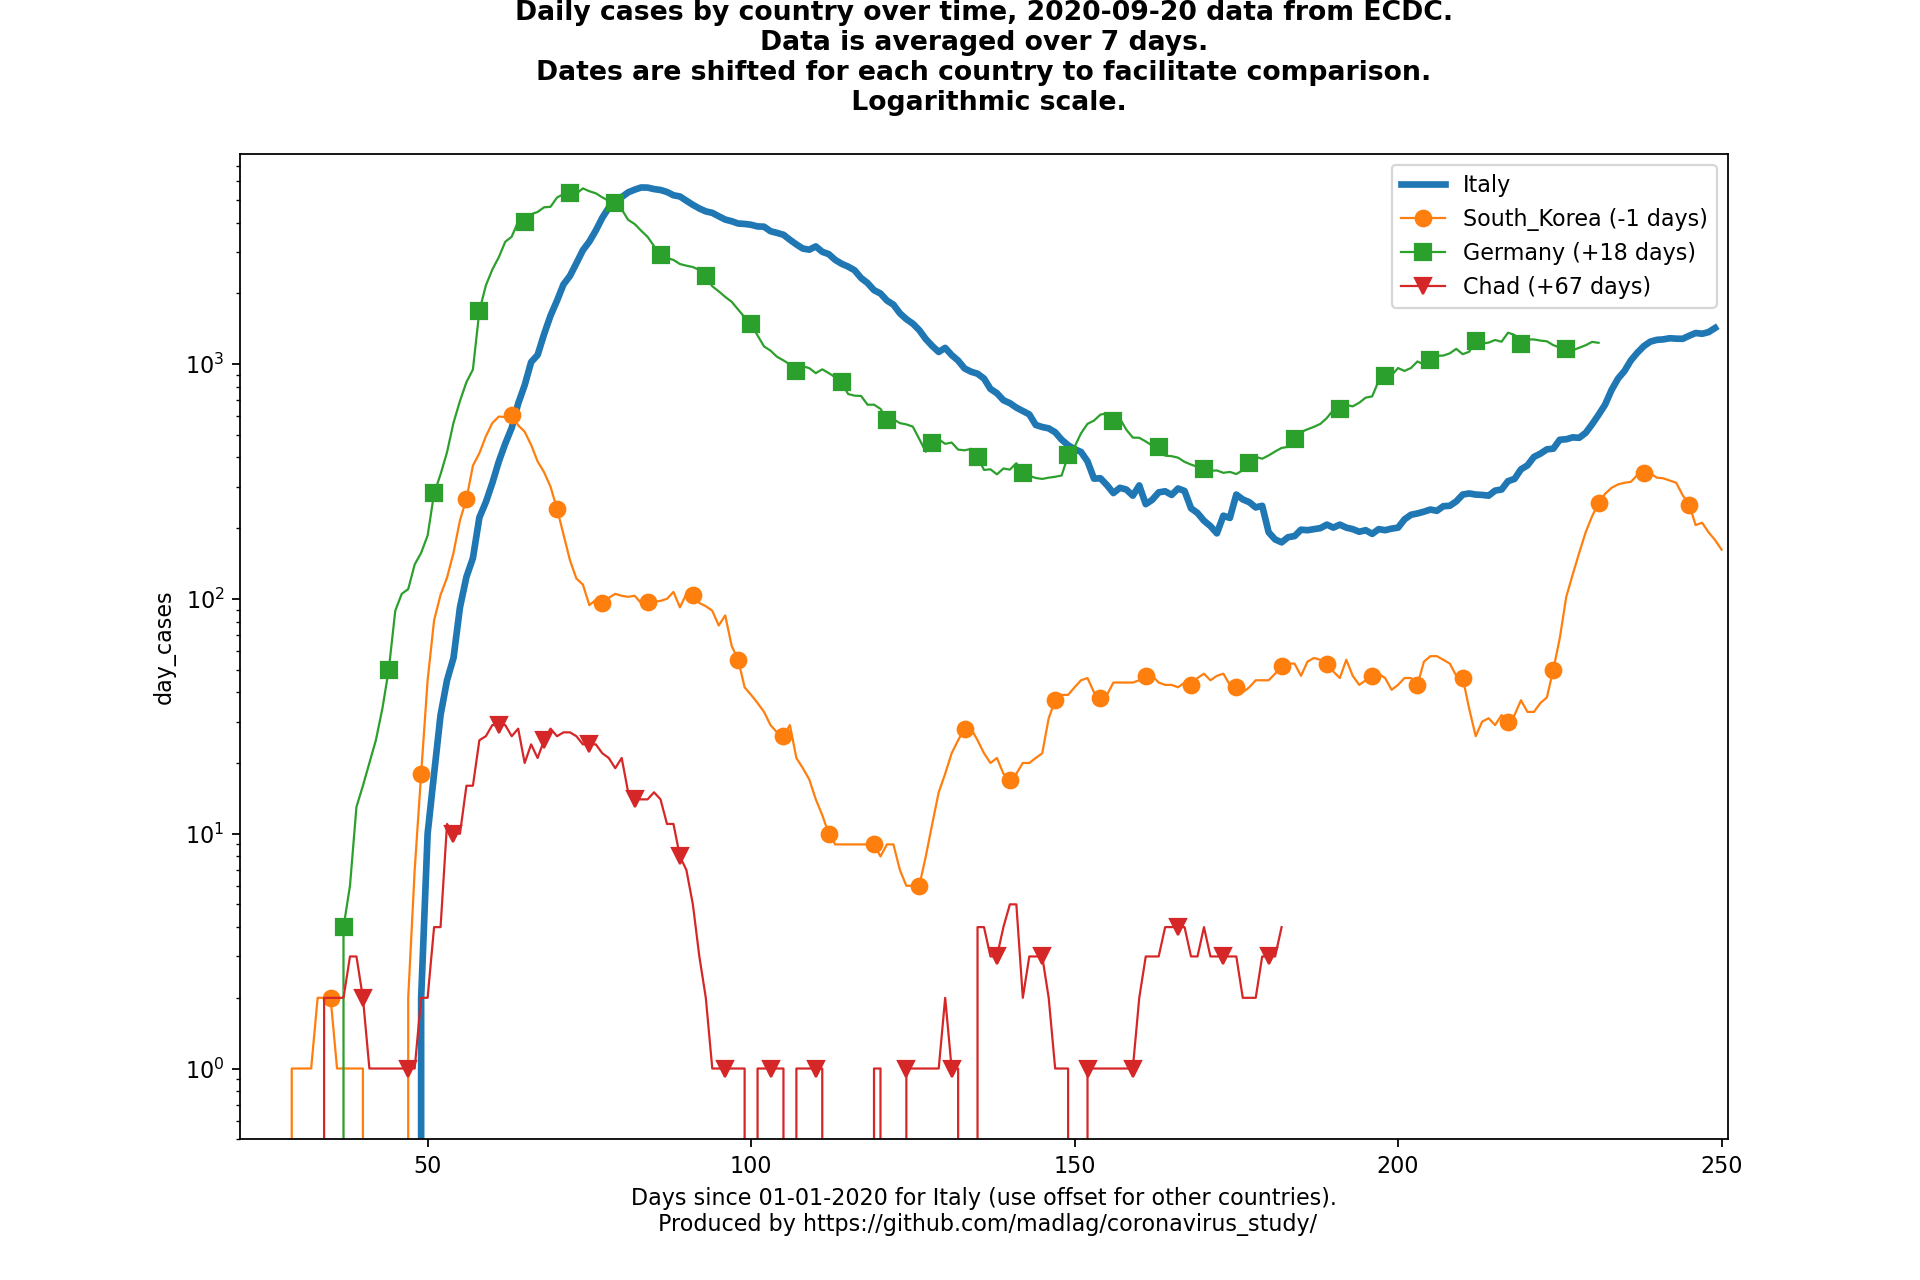 Daily cases by country over time, 2020-09-20 data from ECDC.
Data is averaged over 7 days.
Dates are shifted for each country to facilitate comparison.
Logarithmic scale.
Italy
South_Korea (-1 days)
Germany (+18 days)
Chad (+67 days)
10³
10²
10¹
10⁰
day_cases
50 100 150 200 250
Days since 01-01-2020 for Italy (use offset for other countries).
Produced by https://github.com/madlag/coronavirus_study/